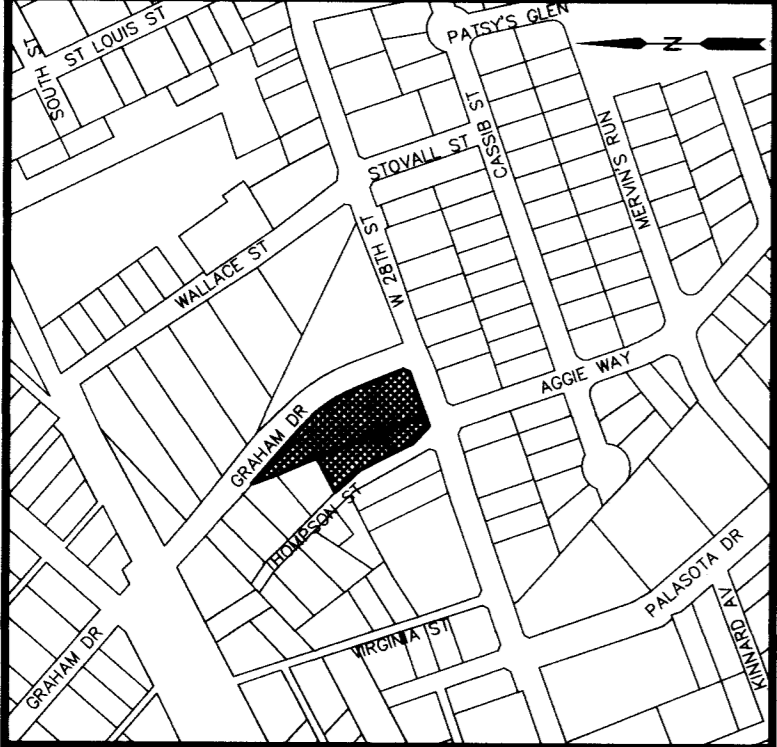 PATSY'S GLEN
ST LOUIS ST
SOUTH ST
N
CASSIB ST
STOVALL ST
MERVIN'S RUN
W 28TH ST
WALLACE ST
AGGIE WAY
GRAHAM DR
THOMPSON ST
PALASOTA DR
VIRGINIA ST
KINNARD AV
GRAHAM DR